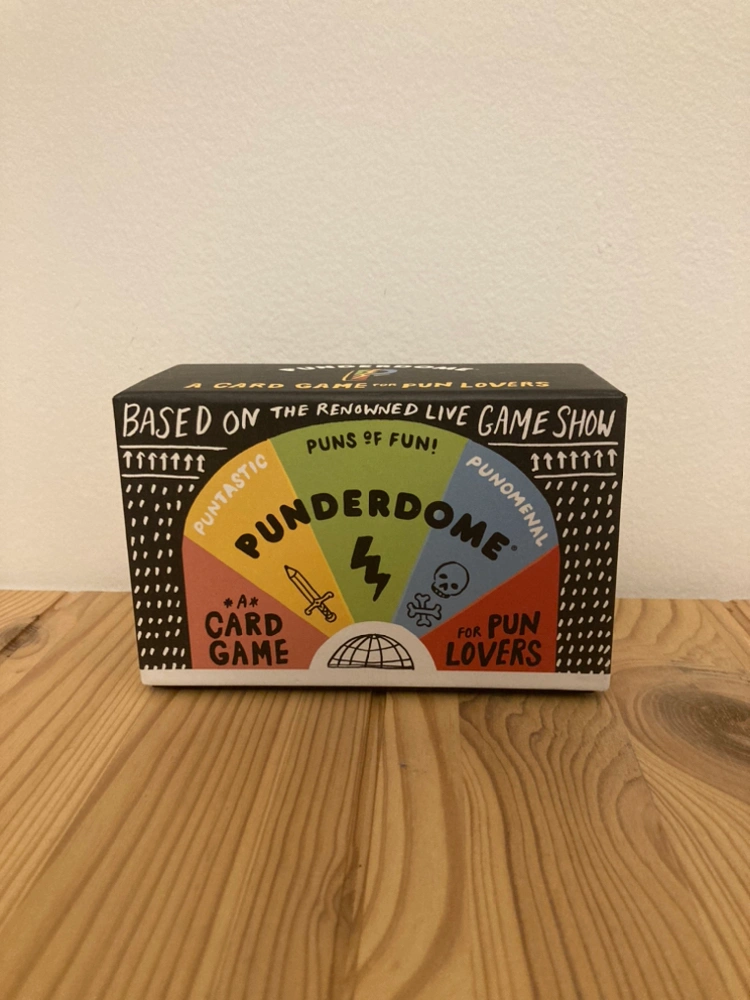 PUNDERDOME
A CARD GAME FOR PUN LOVERS
BASED ON THE RENOWNED LIVE GAME SHOW
PUNTASTIC
PUNS OF FUN!
PUNOMENAL
PUNDERDOME®
*A*
CARD
GAME
FOR PUN
LOVERS